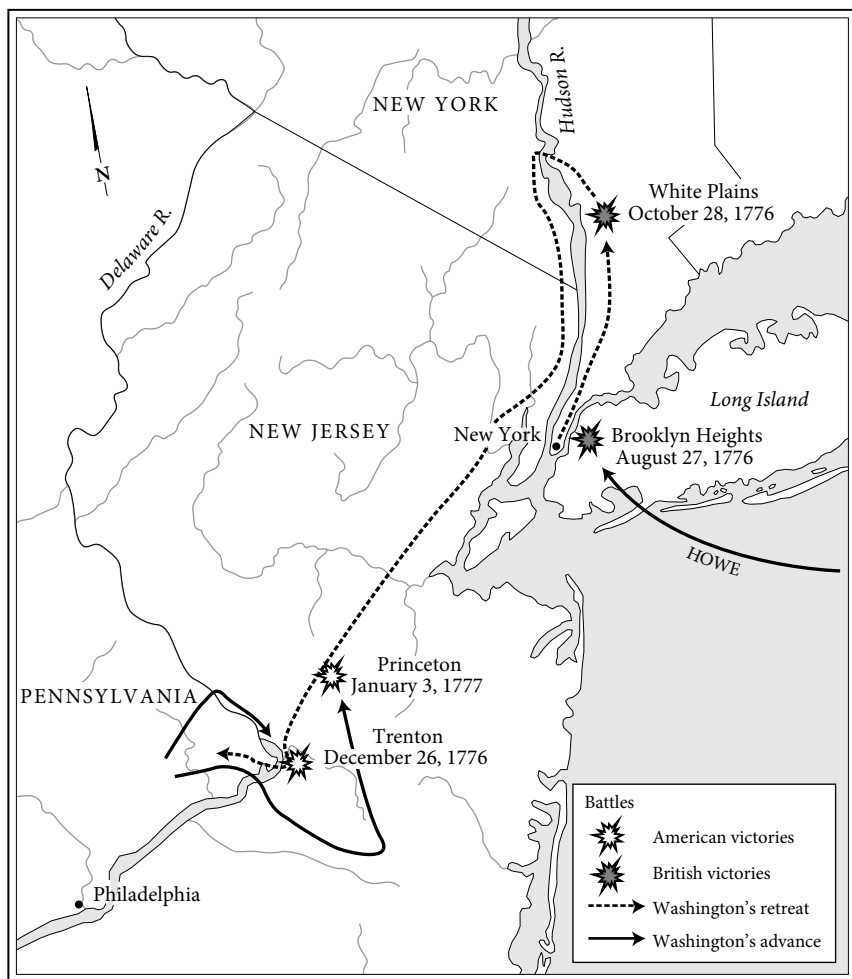 NEW YORK
Hudson R.
N
Delaware R.
White Plains
October 28, 1776
Long Island
NEW JERSEY
New York
Brooklyn Heights
August 27, 1776
HOWE
Princeton
January 3, 1777
PENNSYLVANIA
Trenton
December 26, 1776
Philadelphia
Battles
American victories
British victories
Washington's retreat
Washington's advance